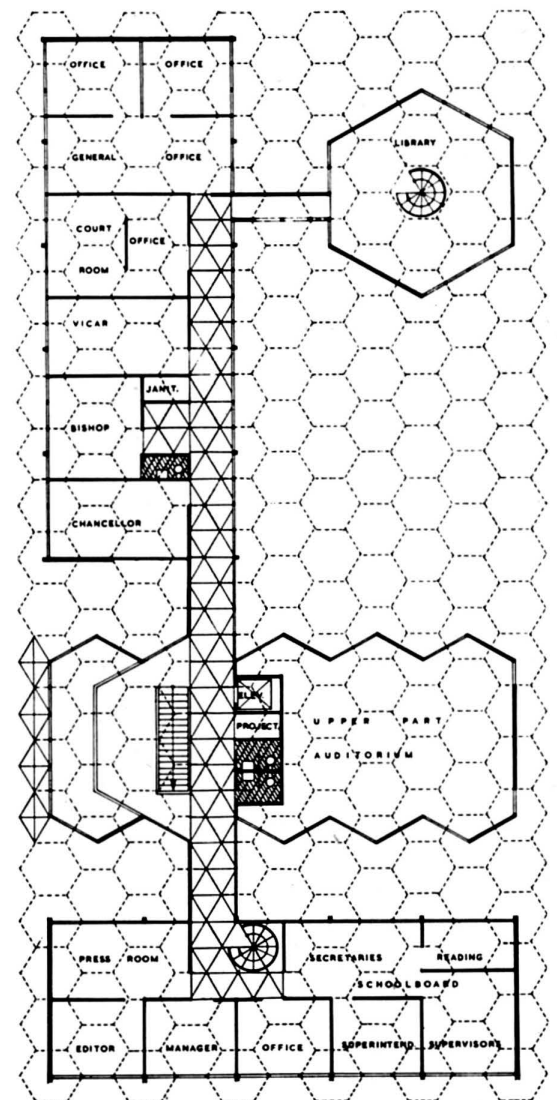 OFFICE OFFICE
LIBRARY
GENERAL OFFICE
COURT
OFFICE
ROOM
VICAR
JANIT.
BISHOP
CHANCELLOR
ELEV.
PROJECT.
UPPER PART
AUDITORIUM
PRESS ROOM
SECRETARIES
READING
SCHOOLBOARD
EDITOR
MANAGER
OFFICE
SUPERINTEND
SUPERVISORS